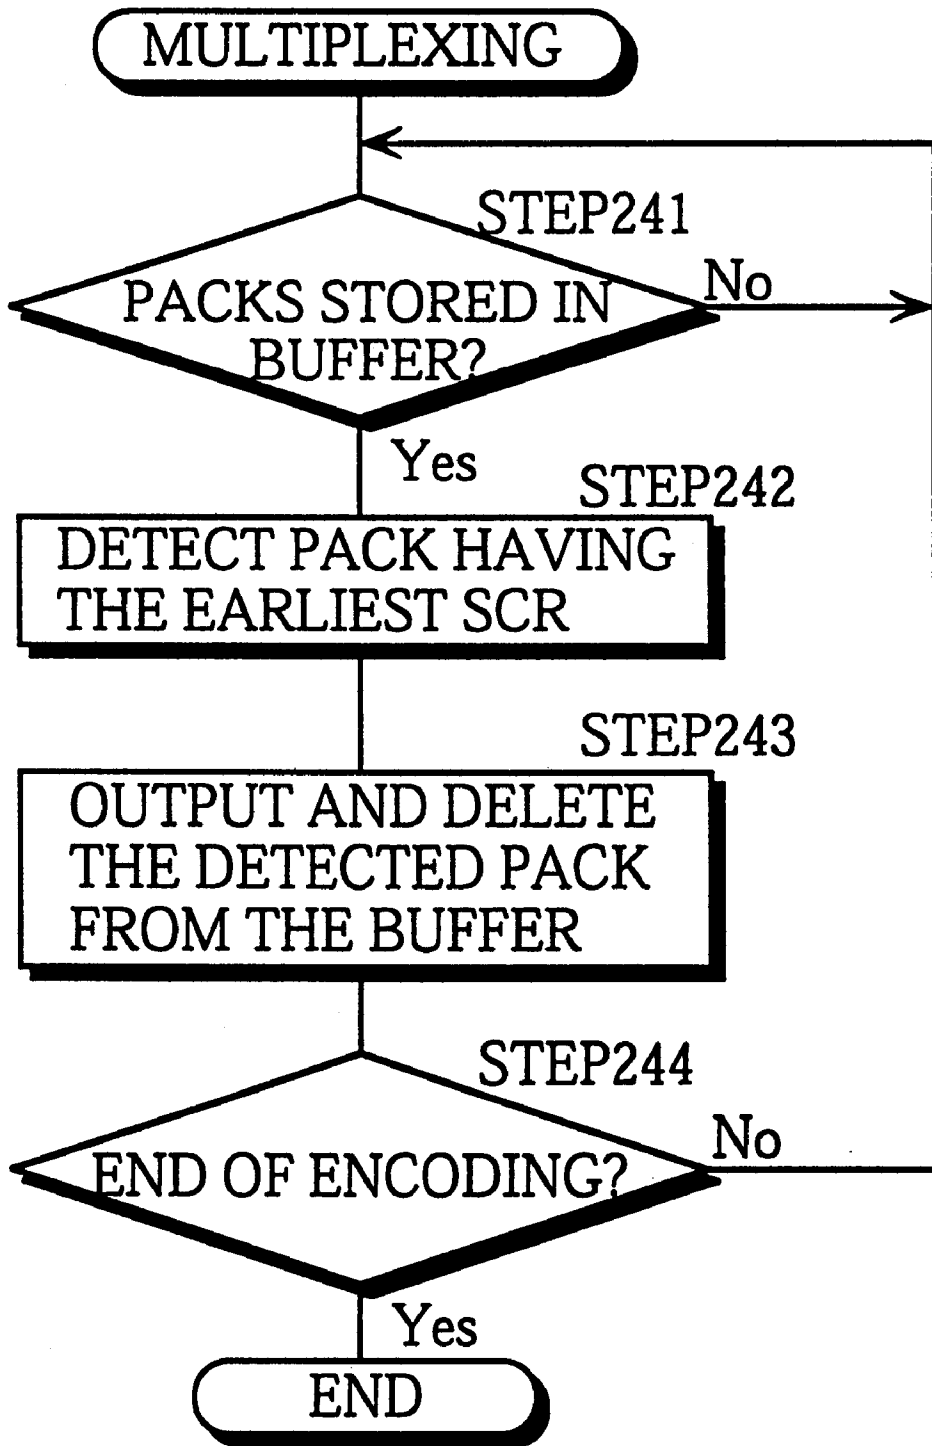 MULTIPLEXING
STEP241
PACKS STORED IN
BUFFER?
No
Yes
STEP242
DETECT PACK HAVING
THE EARLIEST SCR
STEP243
OUTPUT AND DELETE
THE DETECTED PACK
FROM THE BUFFER
STEP244
END OF ENCODING?
No
Yes
END